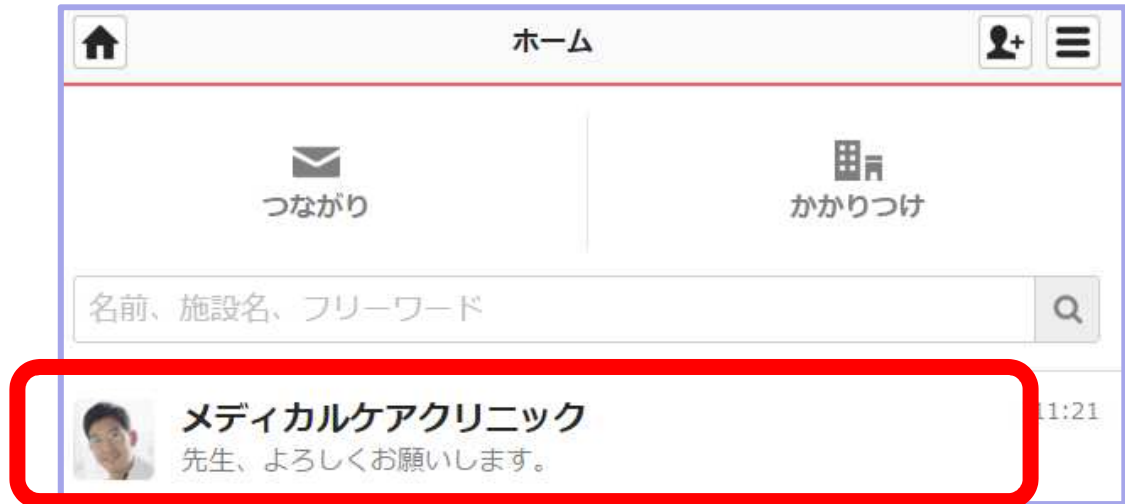 ホーム
つながり
かかりつけ
名前、施設名、フリーワード
メディカルケアクリニック
11:21
先生、よろしくお願いします。